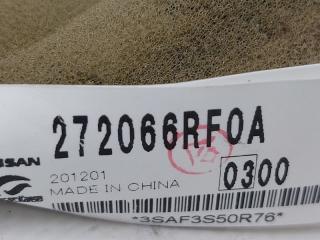 272066RF0A
201201
MADE IN CHINA
0300
*3SAF3S50R76*